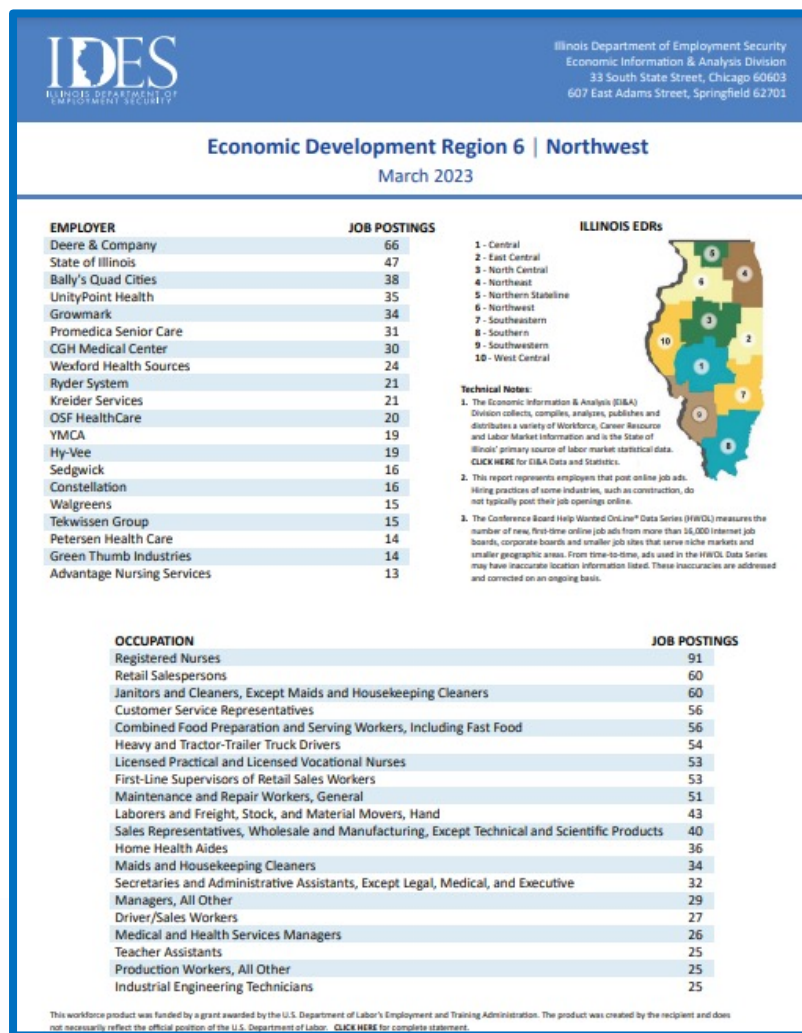 IDES
ILLINOIS DEPARTMENT OF
EMPLOYMENT SECURITY
Illinois Department of Employment Security
Economic Information & Analysis Division
33 South State Street, Chicago 60603
607 East Adams Street, Springfield 62701
Economic Development Region 6 | Northwest
March 2023
EMPLOYER JOB POSTINGS
Deere & Company 66
State of Illinois 47
Bally's Quad Cities 38
UnityPoint Health 35
Growmark 34
Promedica Senior Care 31
CGH Medical Center 30
Wexford Health Sources 24
Ryder System 21
Kreider Services 21
OSF HealthCare 20
YMCA 19
Hy-Vee 19
Sedgwick 16
Constellation 16
Walgreens 15
Tekwissen Group 15
Petersen Health Care 14
Green Thumb Industries 14
Advantage Nursing Services 13
ILLINOIS EDRs
1 - Central
2 - East Central
3 - North Central
4 - Northeast
5 - Northern Stateline
6 - Northwest
7 - Southeastern
8 - Southern
9 - Southwestern
10 - West Central
5
4
6
3
10
2
1
7
9
8
Technical Notes:
1. The Economic Information & Analysis (EI&A)
Division collects, compiles, analyzes, publishes and
distributes a variety of Workforce, Career Resource
and Labor Market Information and is the State of
Illinois' primary source of labor market statistical data.
CLICK HERE for EI&A Data and Statistics.
2. This report represents employers that post online job ads.
Hiring practices of some industries, such as construction, do
not typically post their job openings online.
3. The Conference Board Help Wanted OnLine® Data Series (HWOL) measures the
number of new, first-time online job ads from more than 16,000 Internet job
boards, corporate boards and smaller job sites that serve niche markets and
smaller geographic areas. From time-to-time, ads used in the HWOL Data Series
may have inaccurate location information listed. These inaccuracies are addressed
and corrected on an ongoing basis.
OCCUPATION JOB POSTINGS
Registered Nurses 91
Retail Salespersons 60
Janitors and Cleaners, Except Maids and Housekeeping Cleaners 60
Customer Service Representatives 56
Combined Food Preparation and Serving Workers, Including Fast Food 56
Heavy and Tractor-Trailer Truck Drivers 54
Licensed Practical and Licensed Vocational Nurses 53
First-Line Supervisors of Retail Sales Workers 53
Maintenance and Repair Workers, General 51
Laborers and Freight, Stock, and Material Movers, Hand 43
Sales Representatives, Wholesale and Manufacturing, Except Technical and Scientific Products 40
Home Health Aides 36
Maids and Housekeeping Cleaners 34
Secretaries and Administrative Assistants, Except Legal, Medical, and Executive 32
Managers, All Other 29
Driver/Sales Workers 27
Medical and Health Services Managers 26
Teacher Assistants 25
Production Workers, All Other 25
Industrial Engineering Technicians 25
This workforce product was funded by a grant awarded by the U.S. Department of Labor's Employment and Training Administration. The product was created by the recipient and does
not necessarily reflect the official position of the U.S. Department of Labor. CLICK HERE for complete statement.